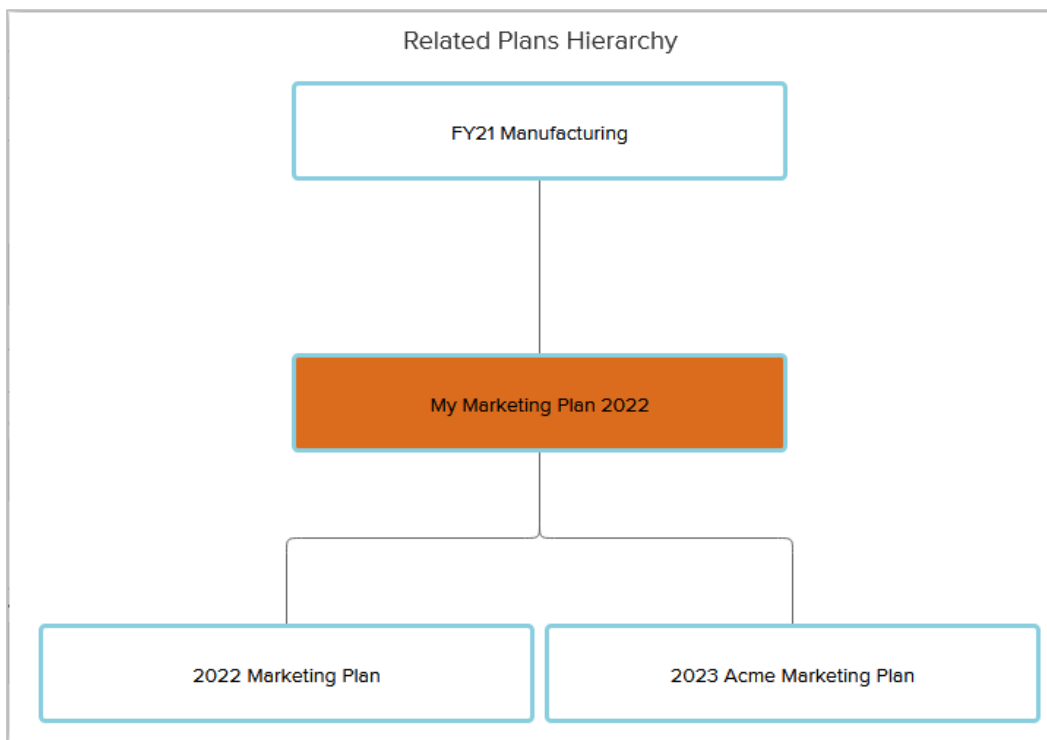 Related Plans Hierarchy
FY21 Manufacturing
My Marketing Plan 2022
2022 Marketing Plan
2023 Acme Marketing Plan